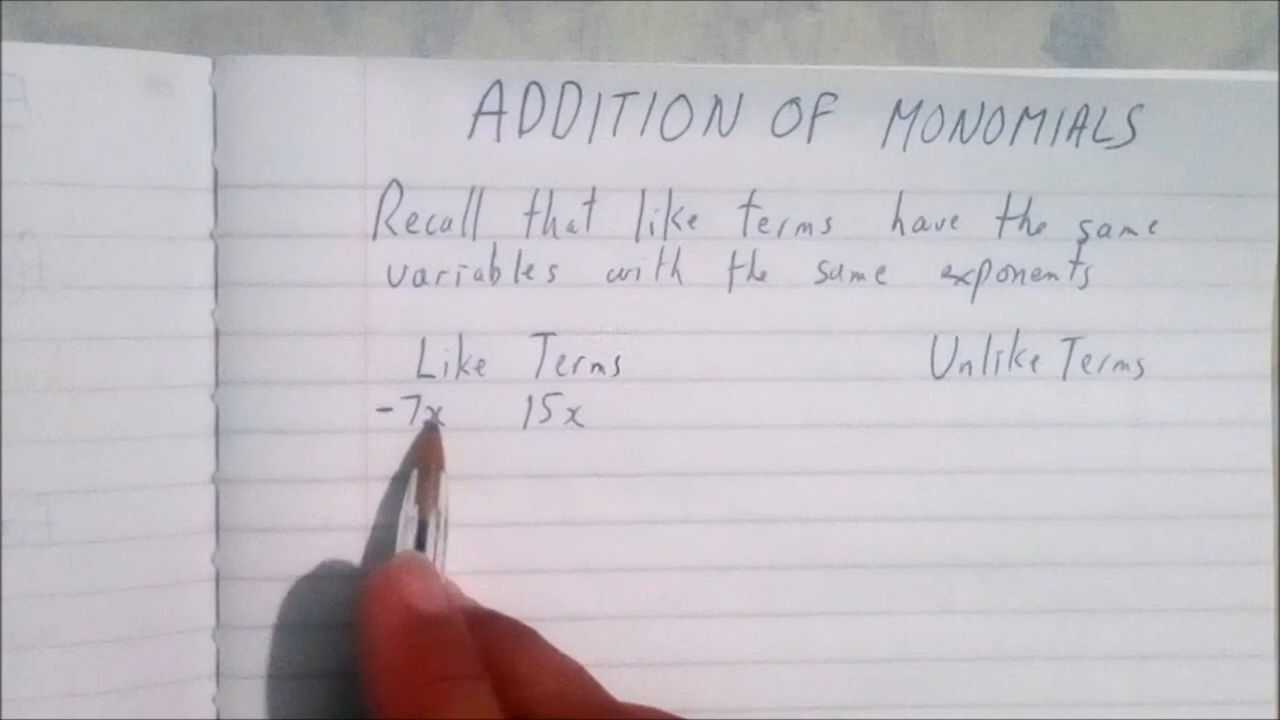 ADDITION OF MONOMIALS
Recall that like terms have the same
variables with the same exponents
Like Terms Unlike Terms
-7x 15x